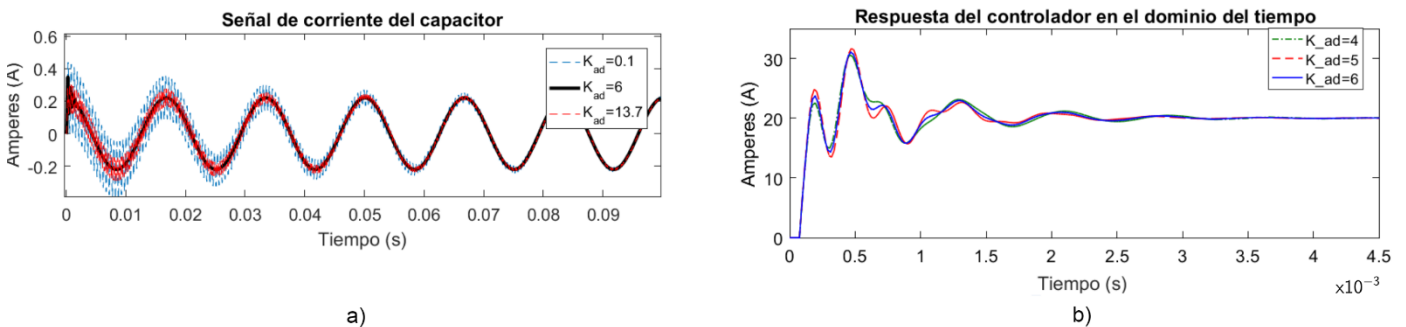 Señal de corriente del capacitor
Amperes (A)
0.6
0.4
0.2
0
-0.2
K_ad=0.1
K_ad=6
K_ad=13.7
0 0.01 0.02 0.03 0.04 0.05 0.06 0.07 0.08 0.09
Tiempo (s)
a)
Respuesta del controlador en el dominio del tiempo
Amperes (A)
30
20
10
0
K_ad=4
K_ad=5
K_ad=6
0 0.5 1 1.5 2 2.5 3 3.5 4 4.5
Tiempo (s)
x10⁻³
b)